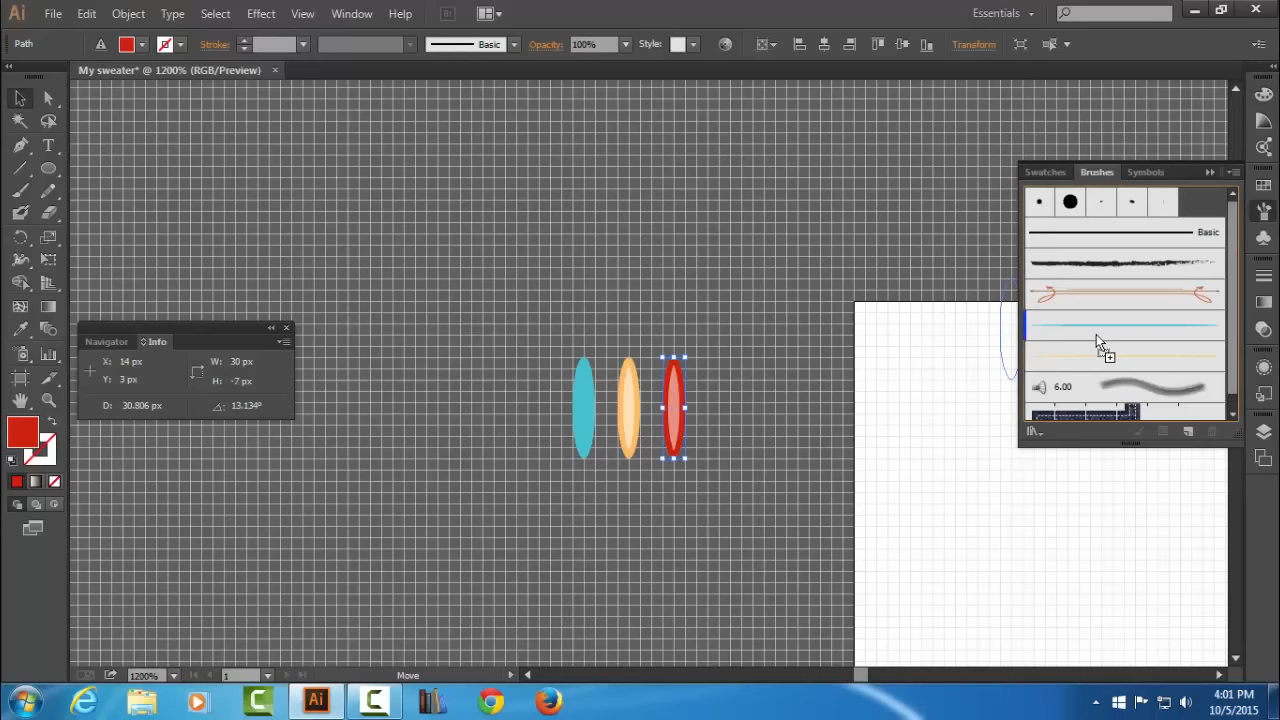 Ai File Edit Object Type Select Effect View Window Help Br Essentials
Path Stroke: Basic Opacity: 100% Style: Transform
My sweater* @ 1200% (RGB/Preview) ×
Swatches Brushes Symbols
Basic
6.00
Navigator Info
X: 14 px W: 30 px
Y: 3 px H: -7 px
D: 30.806 px 13.134°
1200% 1 Move
Ai 4:01 PM
10/5/2015